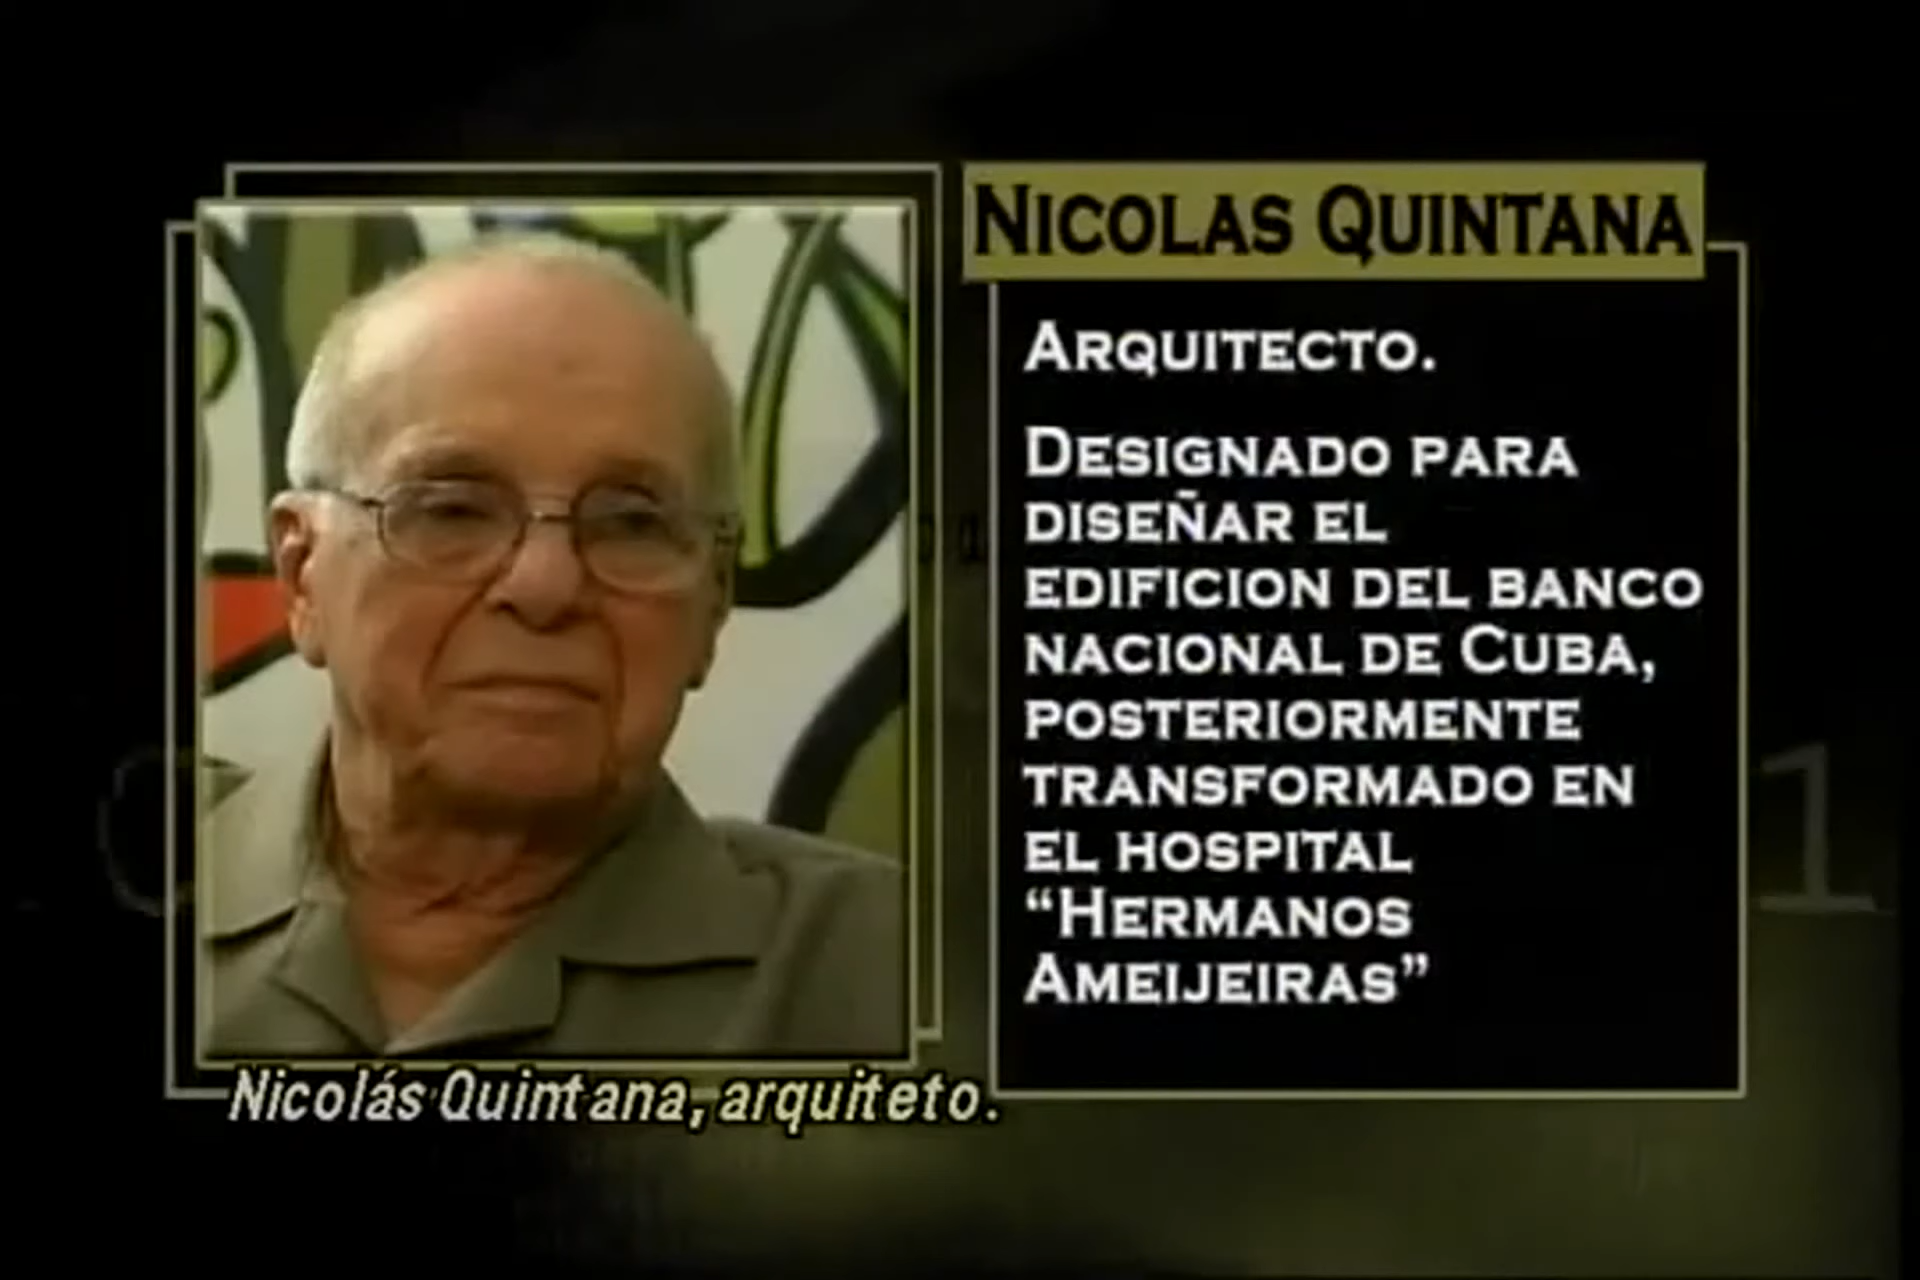 NICOLAS QUINTANA
ARQUITECTO.
DESIGNADO PARA
DISEÑAR EL
EDIFICION DEL BANCO
NACIONAL DE CUBA,
POSTERIORMENTE
TRANSFORMADO EN
EL HOSPITAL
“HERMANOS
AMEIJEIRAS”
Nicolás Quintana, arquiteto.